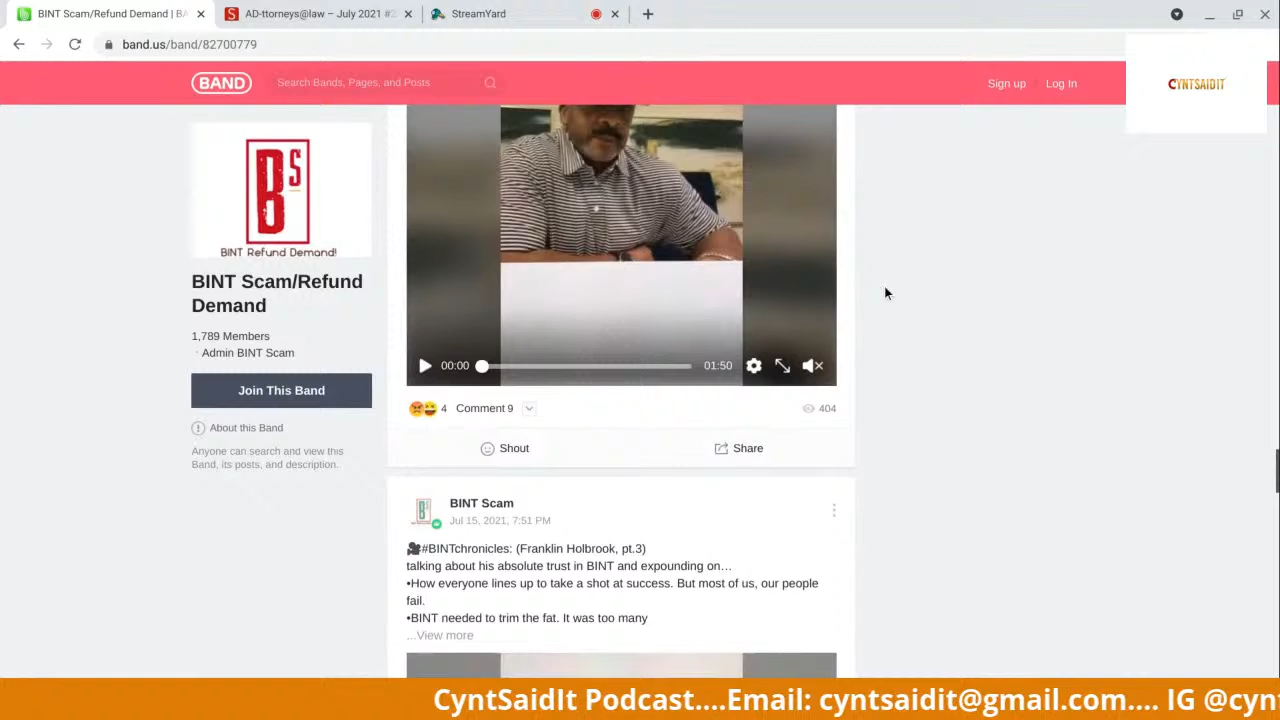 BINT Scam/Refund Demand | BA
AD-ttorneys@law – July 2021 #2
StreamYard
band.us/band/82700779
BAND
Search Bands, Pages, and Posts
Sign up
Log In
CYNTSAIDIT
BS
BINT Refund Demand!
BINT Scam/Refund
Demand
1,789 Members
Admin BINT Scam
Join This Band
About this Band
Anyone can search and view this
Band, its posts, and description.
00:00
01:50
4 Comment 9
404
Shout
Share
BINT Scam
Jul 15, 2021, 7:51 PM
🎥#BINTchronicles: (Franklin Holbrook, pt.3)
talking about his absolute trust in BINT and expounding on…
•How everyone lines up to take a shot at success. But most of us, our people
fail.
•BINT needed to trim the fat. It was too many
...View more
CyntSaidIt Podcast....Email: cyntsaidit@gmail.com.... IG @cyn